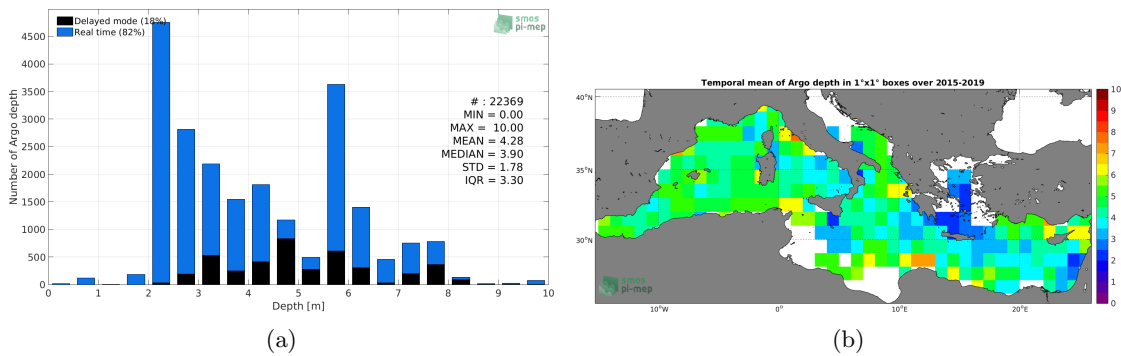 Delayed mode (18%)
Real time (82%)
smos
pi-mep
# : 22369
MIN = 0.00
MAX = 10.00
MEAN = 4.28
MEDIAN = 3.90
STD = 1.78
IQR = 3.30
Number of Argo depth
4500
4000
3500
3000
2500
2000
1500
1000
500
0
0 1 2 3 4 5 6 7 8 9 10
Depth [m]
(a)
Temporal mean of Argo depth in 1°x1° boxes over 2015-2019
40°N
35°N
30°N
10°W 0° 10°E 20°E
smos
pi-mep
10
9
8
7
6
5
4
3
2
1
0
(b)